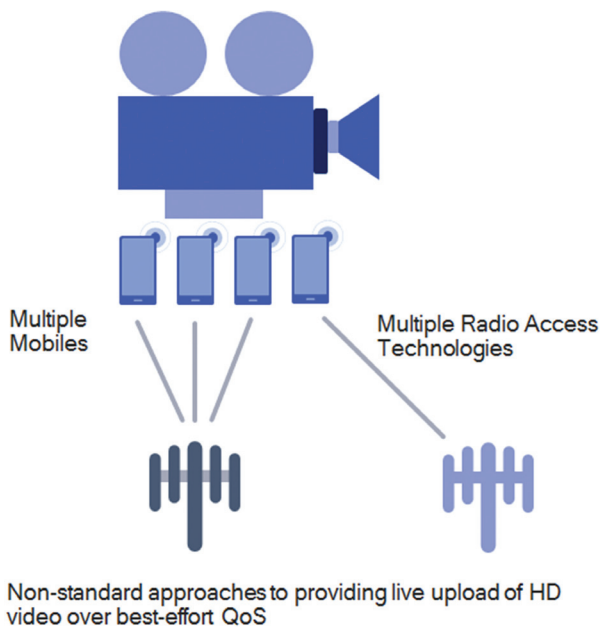 Multiple
Mobiles
Multiple Radio Access
Technologies
Non-standard approaches to providing live upload of HD
video over best-effort QoS